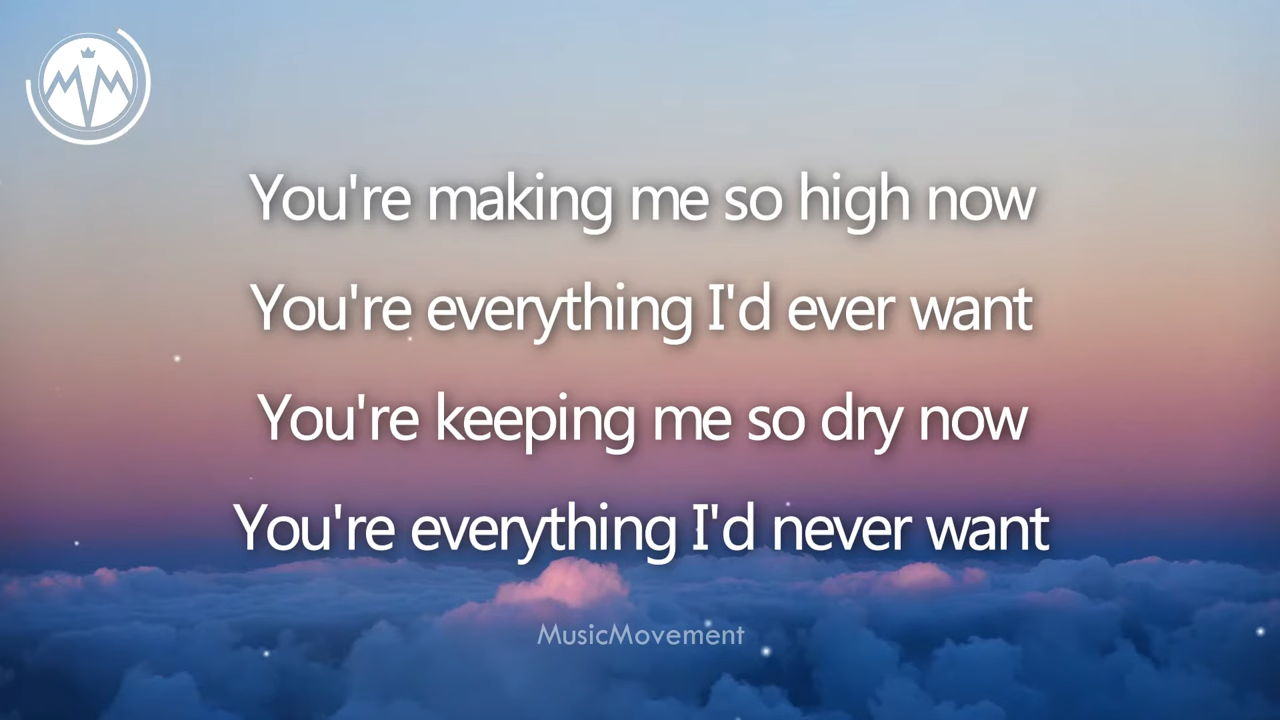 You're making me so high now
You're everything I'd ever want
You're keeping me so dry now
You're everything I'd never want
MusicMovement